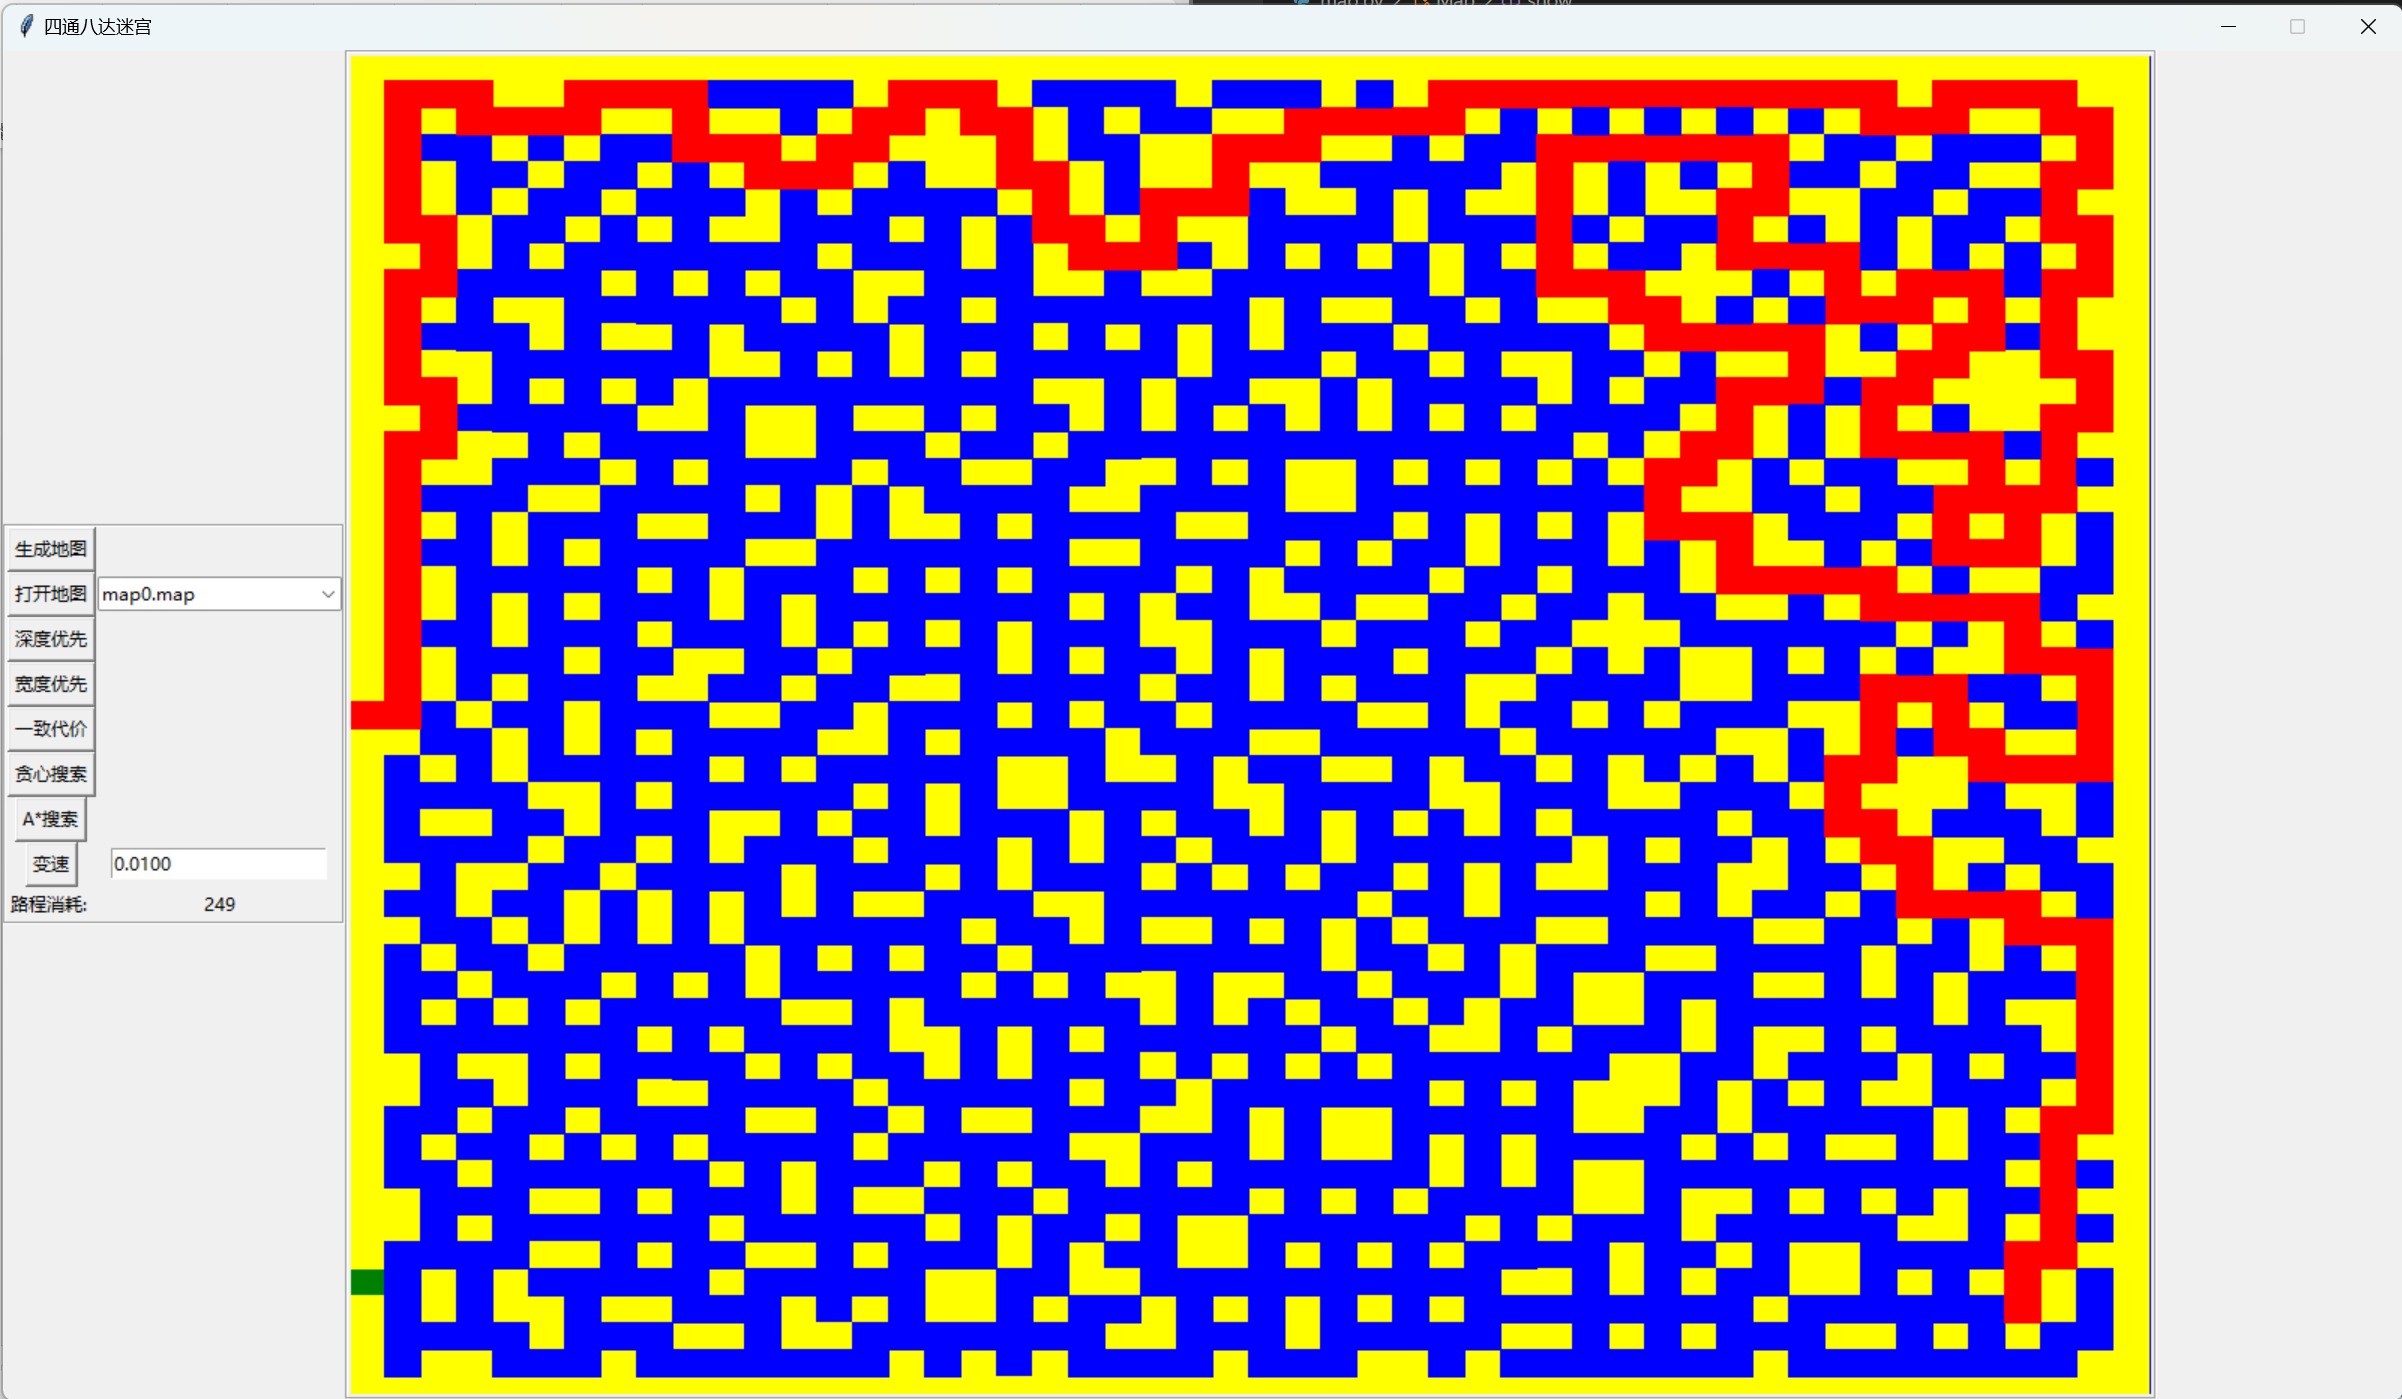 四通八达迷宫
生成地图
打开地图 map0.map
深度优先
宽度优先
一致代价
贪心搜索
A*搜索
变速 0.0100
路程消耗: 249